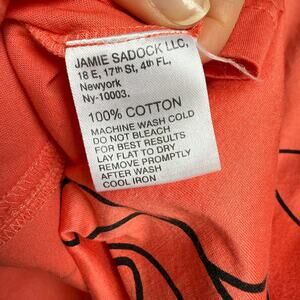 JAMIE SADOCK LLC,
18 E, 17th St, 4th FL,
Newyork
Ny-10003.
100% COTTON
MACHINE WASH COLD
DO NOT BLEACH
FOR BEST RESULTS
LAY FLAT TO DRY
REMOVE PROMPTLY
AFTER WASH
COOL IRON